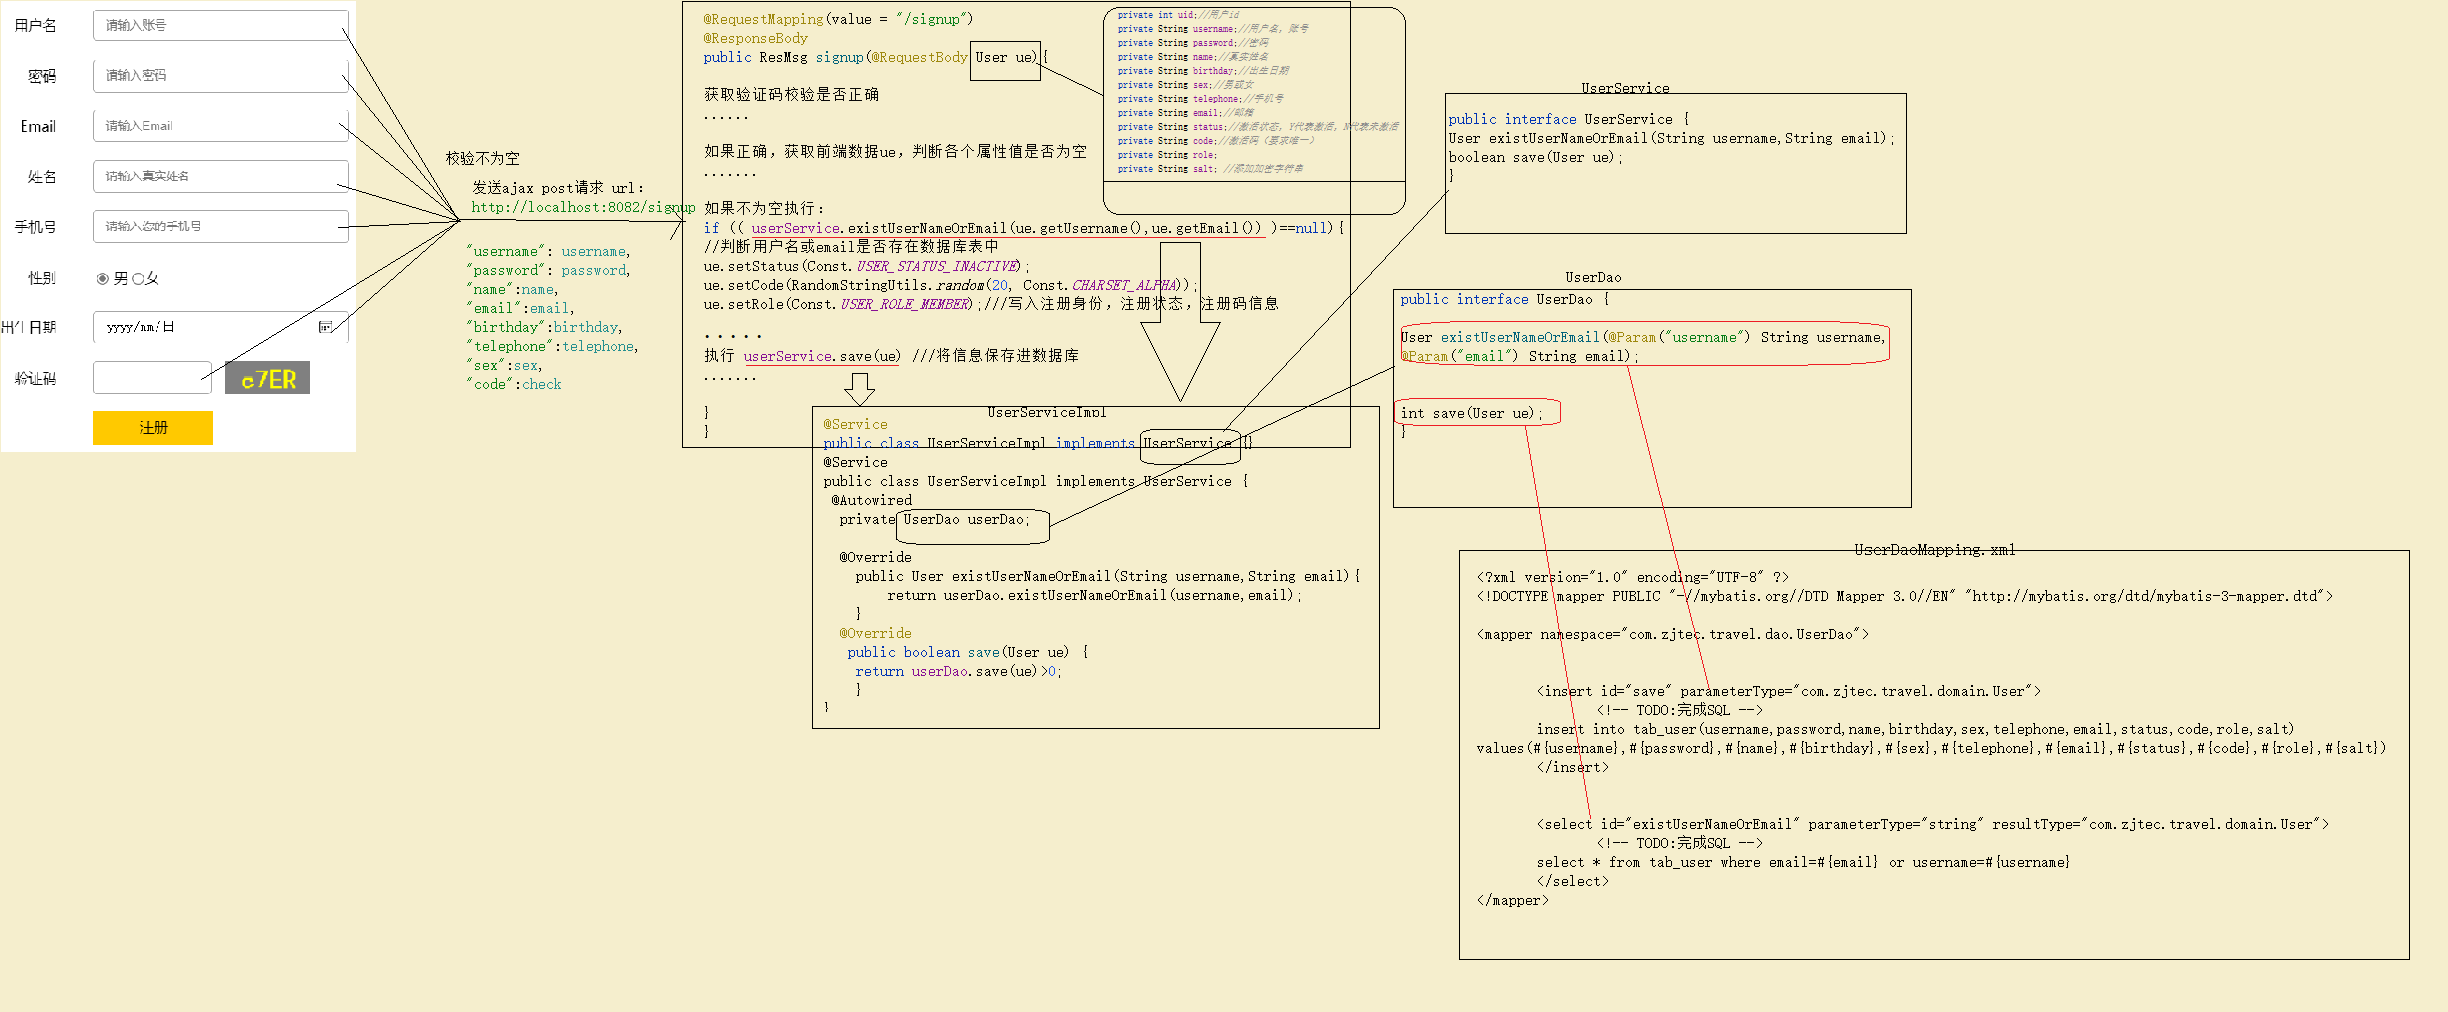 用户名 请输入账号
密码 请输入密码
Email 请输入Email
姓名 请输入真实姓名
手机号 请输入您的手机号
性别 男 女
出生日期 yyyy/mm/日
验证码 c7ER
注册
校验不为空
发送ajax post请求 url:
http://localhost:8082/signup
"username": username,
"password": password,
"name":name,
"email":email,
"birthday":birthday,
"telephone":telephone,
"sex":sex,
"code":check
@RequestMapping(value = "/signup")
@ResponseBody
public ResMsg signup(@RequestBody User ue){
获取验证码校验是否正确
......
如果正确，获取前端数据ue，判断各个属性值是否为空
.......
如果不为空执行:
if (( userService.existUserNameOrEmail(ue.getUsername(),ue.getEmail()) )==null){
//判断用户名或email是否存在数据库表中
ue.setStatus(Const.USER_STATUS_INACTIVE);
ue.setCode(RandomStringUtils.random(20, Const.CHARSET_ALPHA));
ue.setRole(Const.USER_ROLE_MEMBER);///写入注册身份，注册状态，注册码信息
.....
执行 userService.save(ue) ///将信息保存进数据库
.......
}
}
private int uid;//用户id
private String username;//用户名，账号
private String password;//密码
private String name;//真实姓名
private String birthday;//出生日期
private String sex;//男或女
private String telephone;//手机号
private String email;//邮箱
private String status;//激活状态，Y代表激活，N代表未激活
private String code;//激活码（要求唯一）
private String role;
private String salt; //添加加密字符串
UserServiceImpl
@Service
public class UserServiceImpl implements UserService {}
@Service
public class UserServiceImpl implements UserService {
@Autowired
private UserDao userDao;
@Override
public User existUserNameOrEmail(String username,String email){
return userDao.existUserNameOrEmail(username,email);
}
@Override
public boolean save(User ue) {
return userDao.save(ue)>0;
}
}
UserService
public interface UserService {
User existUserNameOrEmail(String username,String email);
boolean save(User ue);
}
UserDao
public interface UserDao {
User existUserNameOrEmail(@Param("username") String username,
@Param("email") String email);
int save(User ue);
}
UserDaoMapping.xml
<?xml version="1.0" encoding="UTF-8" ?>
<!DOCTYPE mapper PUBLIC "-//mybatis.org//DTD Mapper 3.0//EN" "http://mybatis.org/dtd/mybatis-3-mapper.dtd">
<mapper namespace="com.zjtec.travel.dao.UserDao">
<insert id="save" parameterType="com.zjtec.travel.domain.User">
<!-- TODO:完成SQL -->
insert into tab_user(username,password,name,birthday,sex,telephone,email,status,code,role,salt)
values(#{username},#{password},#{name},#{birthday},#{sex},#{telephone},#{email},#{status},#{code},#{role},#{salt})
</insert>
<select id="existUserNameOrEmail" parameterType="string" resultType="com.zjtec.travel.domain.User">
<!-- TODO:完成SQL -->
select * from tab_user where email=#{email} or username=#{username}
</select>
</mapper>